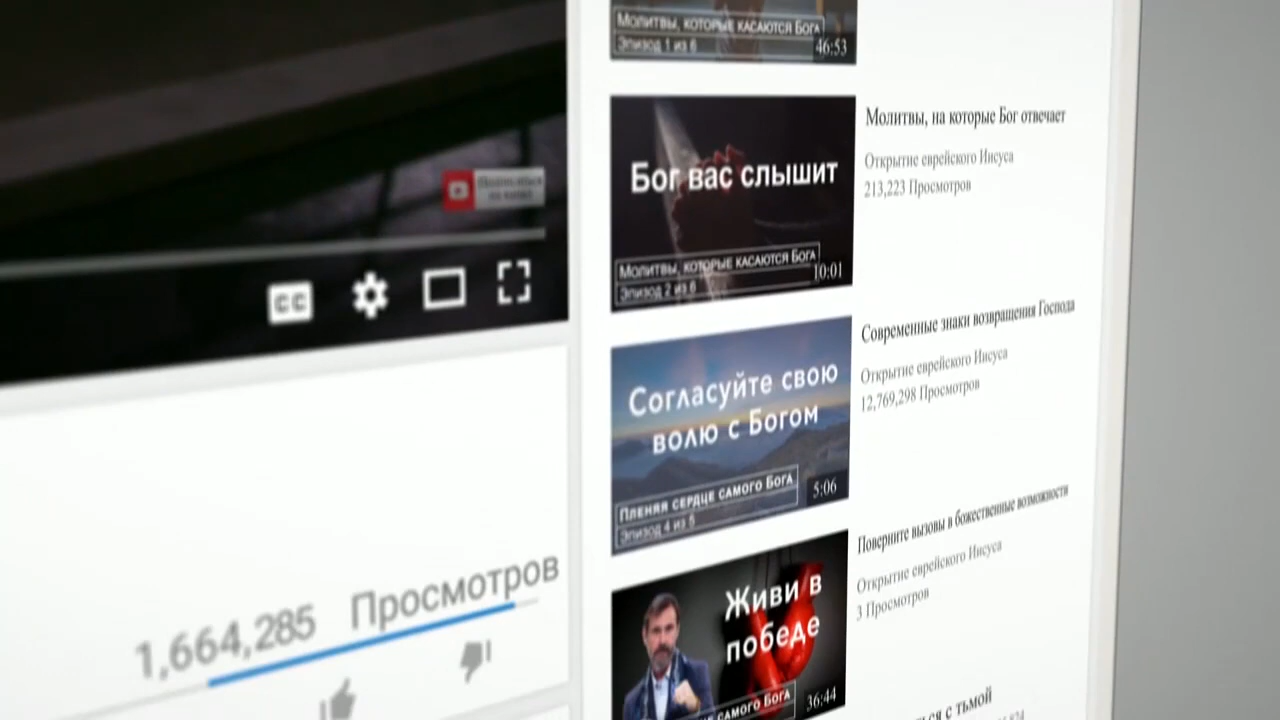 Молитвы, которые касаются Бога
Эпизод 1 из 6
46:53
Бог вас слышит
Молитвы, которые касаются Бога
Эпизод 2 из 6
10:01
Молитвы, на которые Бог отвечает
Открытие еврейского Иисуса
213,223 Просмотров
Согласуйте свою
волю с Богом
Пленяя сердце самого Бога
Эпизод 4 из 6
5:06
Современные знаки возвращения Господа
Открытие еврейского Иисуса
12,769,298 Просмотров
Живи в
победе
самого Бога
36:44
Поверните вызовы в божественные возможности
Открытие еврейского Иисуса
3 Просмотров
с тьмой
CC
1,664,285 Просмотров